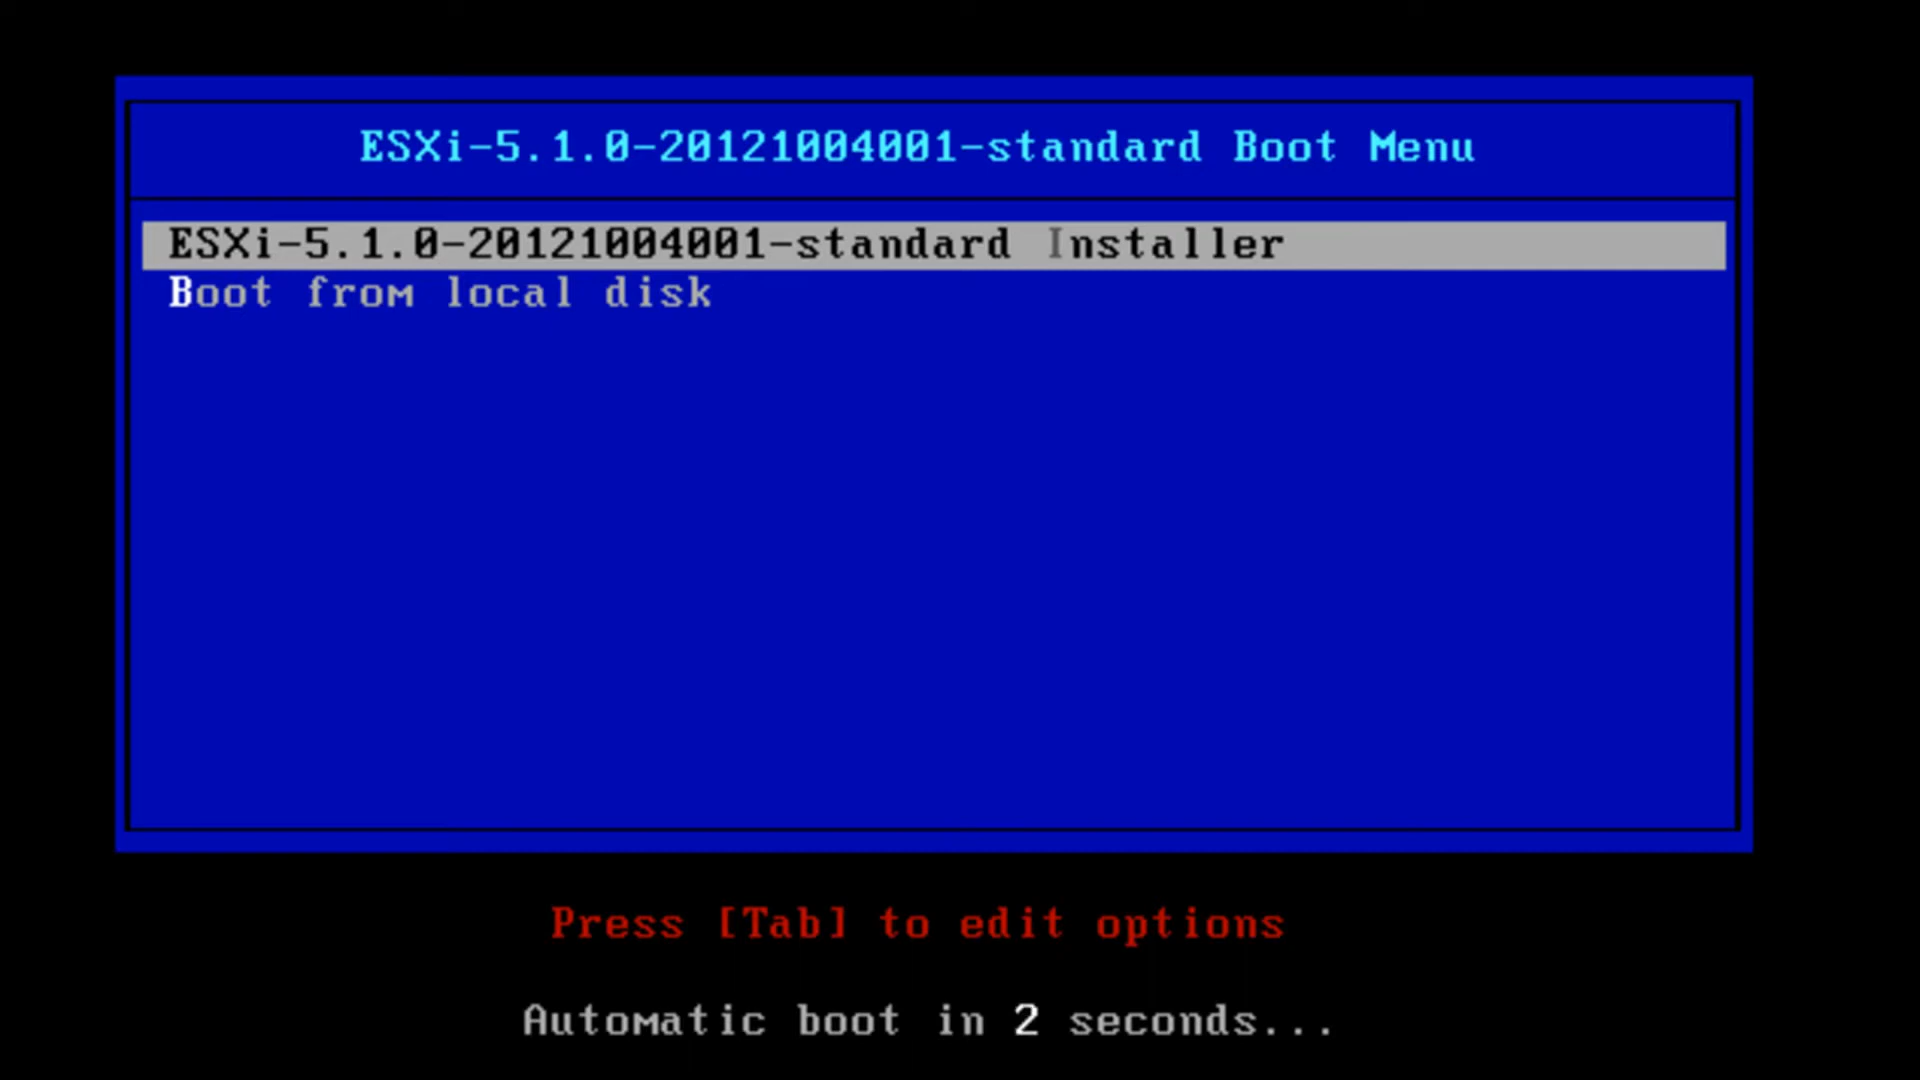 ESXi-5.1.0-20121004001-standard Boot Menu
ESXi-5.1.0-20121004001-standard Installer
Boot from local disk
Press [Tab] to edit options
Automatic boot in 2 seconds...